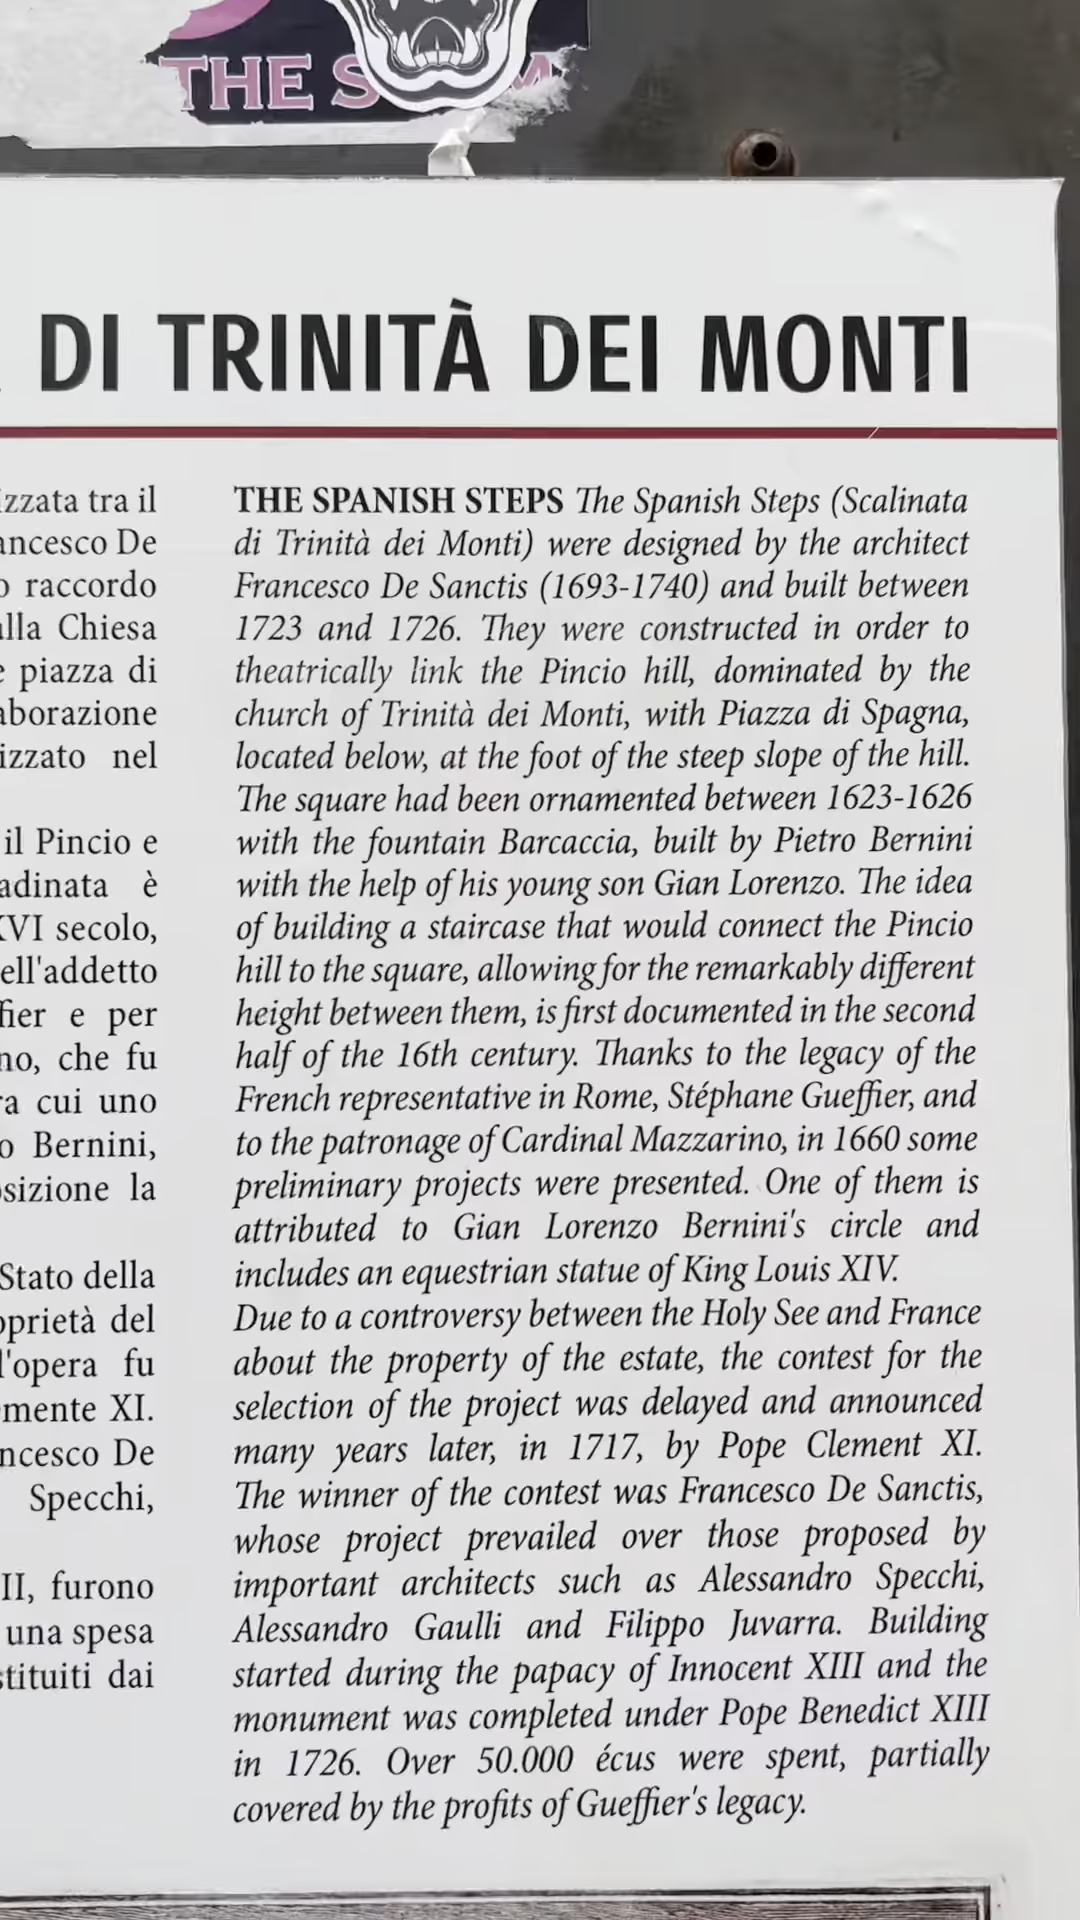 THE S
DI TRINITÀ DEI MONTI
tra il
De
raccordo
Chiesa
piazza di
nel
il Pincio e
è
secolo,
ell'addetto
e per
che fu
cui uno
Bernini,
la
Stato della
del
l'opera fu
XI.
De
Specchi,
II, furono
una spesa
dai
THE SPANISH STEPS The Spanish Steps (Scalinata
di Trinità dei Monti) were designed by the architect
Francesco De Sanctis (1693-1740) and built between
1723 and 1726. They were constructed in order to
theatrically link the Pincio hill, dominated by the
church of Trinità dei Monti, with Piazza di Spagna,
located below, at the foot of the steep slope of the hill.
The square had been ornamented between 1623-1626
with the fountain Barcaccia, built by Pietro Bernini
with the help of his young son Gian Lorenzo. The idea
of building a staircase that would connect the Pincio
hill to the square, allowing for the remarkably different
height between them, is first documented in the second
half of the 16th century. Thanks to the legacy of the
French representative in Rome, Stéphane Gueffier, and
to the patronage of Cardinal Mazzarino, in 1660 some
preliminary projects were presented. One of them is
attributed to Gian Lorenzo Bernini's circle and
includes an equestrian statue of King Louis XIV.
Due to a controversy between the Holy See and France
about the property of the estate, the contest for the
selection of the project was delayed and announced
many years later, in 1717, by Pope Clement XI.
The winner of the contest was Francesco De Sanctis,
whose project prevailed over those proposed by
important architects such as Alessandro Specchi,
Alessandro Gaulli and Filippo Juvarra. Building
started during the papacy of Innocent XIII and the
monument was completed under Pope Benedict XIII
in 1726. Over 50.000 écus were spent, partially
covered by the profits of Gueffier's legacy.